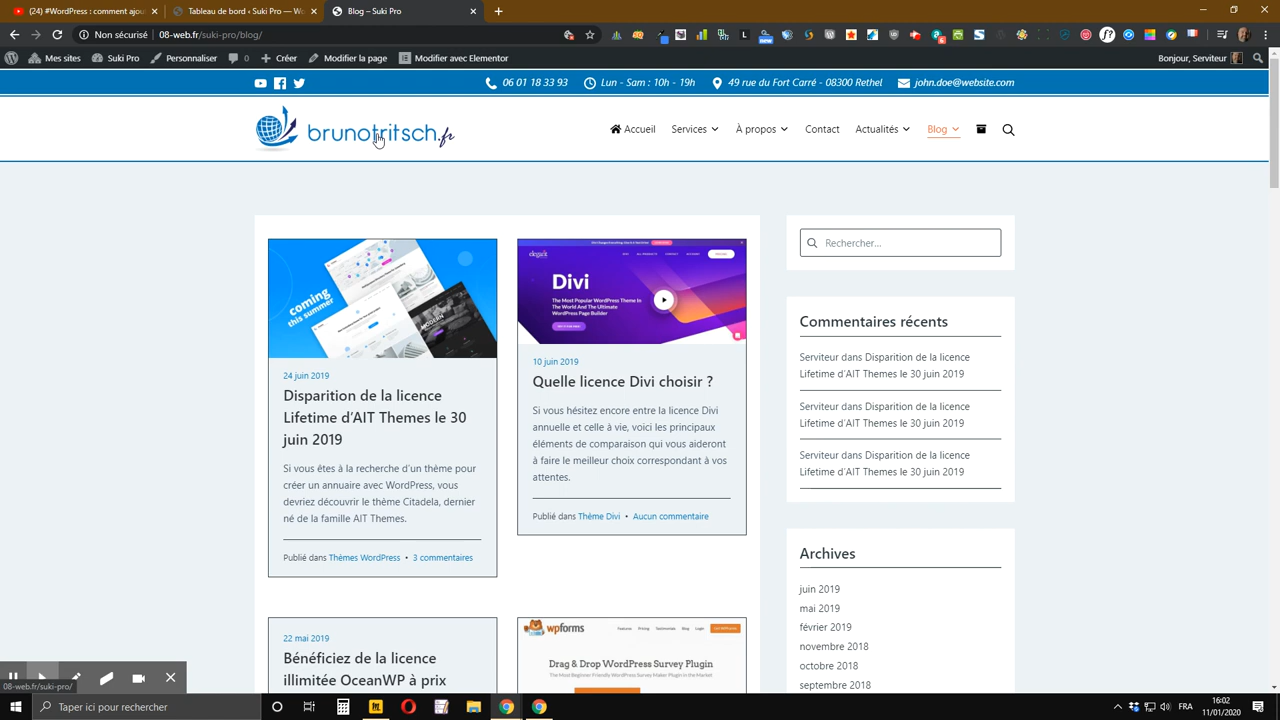 (24) #WORDPRESS Comment ajou
Tableau de bord ‹ Suki Pro — Wo
Blog – Suki Pro
Non sécurisé | 08-web.fr/suki-pro/blog/
Mes sites Suki Pro Personnaliser 0 Créer Modifier la page Modifier avec Elementor Bonjour, Serviteur
06 01 18 33 93 Lun - Sam : 10h - 19h 49 rue du Fort Carré - 08300 Rethel john.doe@website.com
brunotritsch.fr
Accueil Services À propos Contact Actualités Blog
coming
this summer
MODERN
24 juin 2019
Disparition de la licence
Lifetime d'AIT Themes le 30
juin 2019
Si vous êtes à la recherche d'un thème pour
créer un annuaire avec WordPress, vous
devriez découvrir le thème Citadela, dernier
né de la famille AIT Themes.
Publié dans Thèmes WordPress • 3 commentaires
Divi
The Most Popular WordPress Theme In
The World And The Ultimate
WordPress Page Builder
10 juin 2019
Quelle licence Divi choisir ?
Si vous hésitez encore entre la licence Divi
annuelle et celle à vie, voici les principaux
éléments de comparaison qui vous aideront
à faire le meilleur choix correspondant à vos
attentes.
Publié dans Thème Divi • Aucun commentaire
Rechercher...
Commentaires récents
Serviteur dans Disparition de la licence
Lifetime d'AIT Themes le 30 juin 2019
Serviteur dans Disparition de la licence
Lifetime d'AIT Themes le 30 juin 2019
Serviteur dans Disparition de la licence
Lifetime d'AIT Themes le 30 juin 2019
Archives
juin 2019
mai 2019
février 2019
novembre 2018
octobre 2018
septembre 2018
22 mai 2019
Bénéficiez de la licence
illimitée OceanWP à prix
wpforms
Features Pricing Testimonials Blog Login
Drag & Drop WordPress Survey Plugin
The Most Beginner Friendly WordPress Survey Maker Plugin in the Market
08-web.fr/suki-pro/
Taper ici pour rechercher
FRA
16:02
11/01/2020